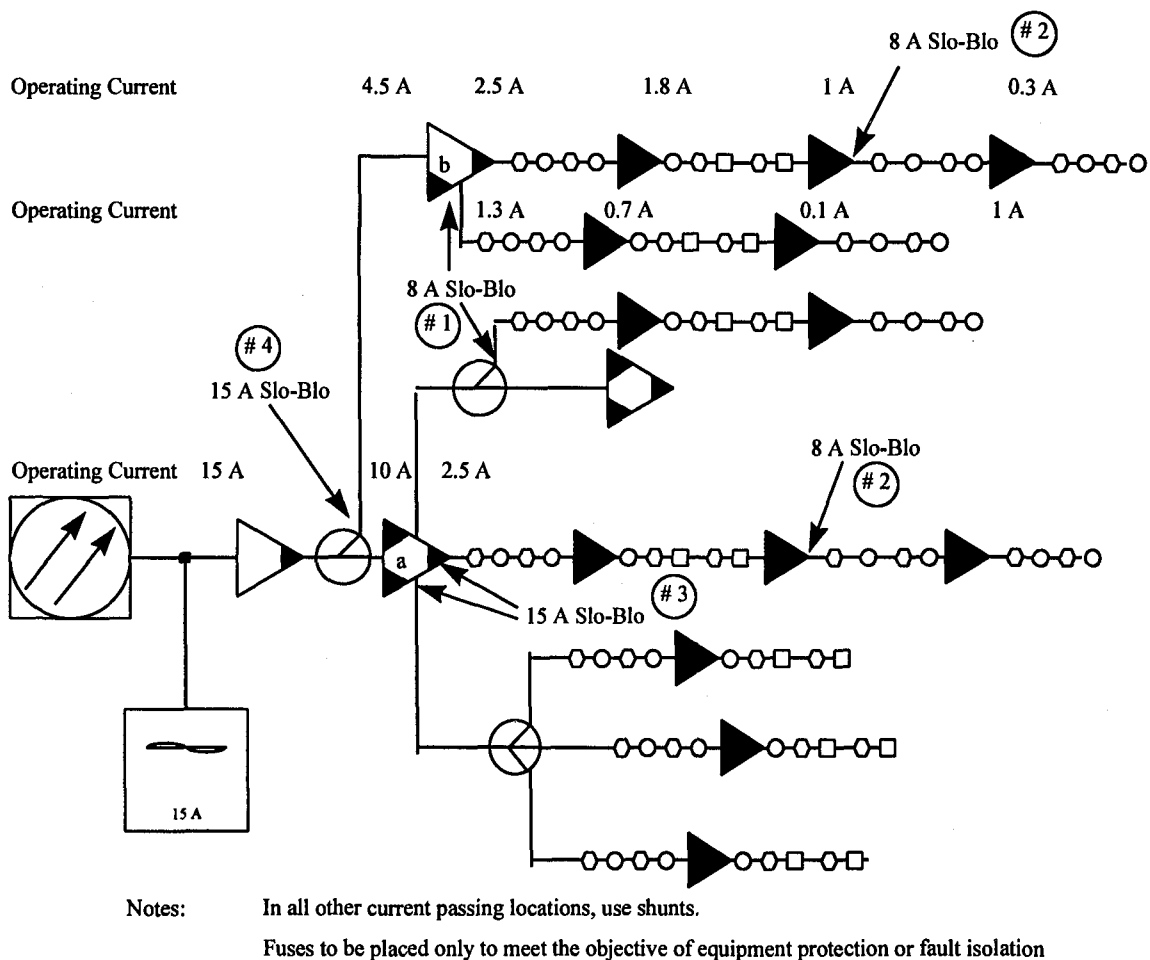 8 A Slo-Blo # 2
Operating Current 4.5 A 2.5 A 1.8 A 1 A 0.3 A
b
Operating Current 1.3 A 0.7 A 0.1 A 1 A
8 A Slo-Blo
# 1
# 4
15 A Slo-Blo
8 A Slo-Blo
# 2
Operating Current 15 A 10 A 2.5 A
a
# 3
15 A Slo-Blo
15 A
Notes: In all other current passing locations, use shunts.
Fuses to be placed only to meet the objective of equipment protection or fault isolation